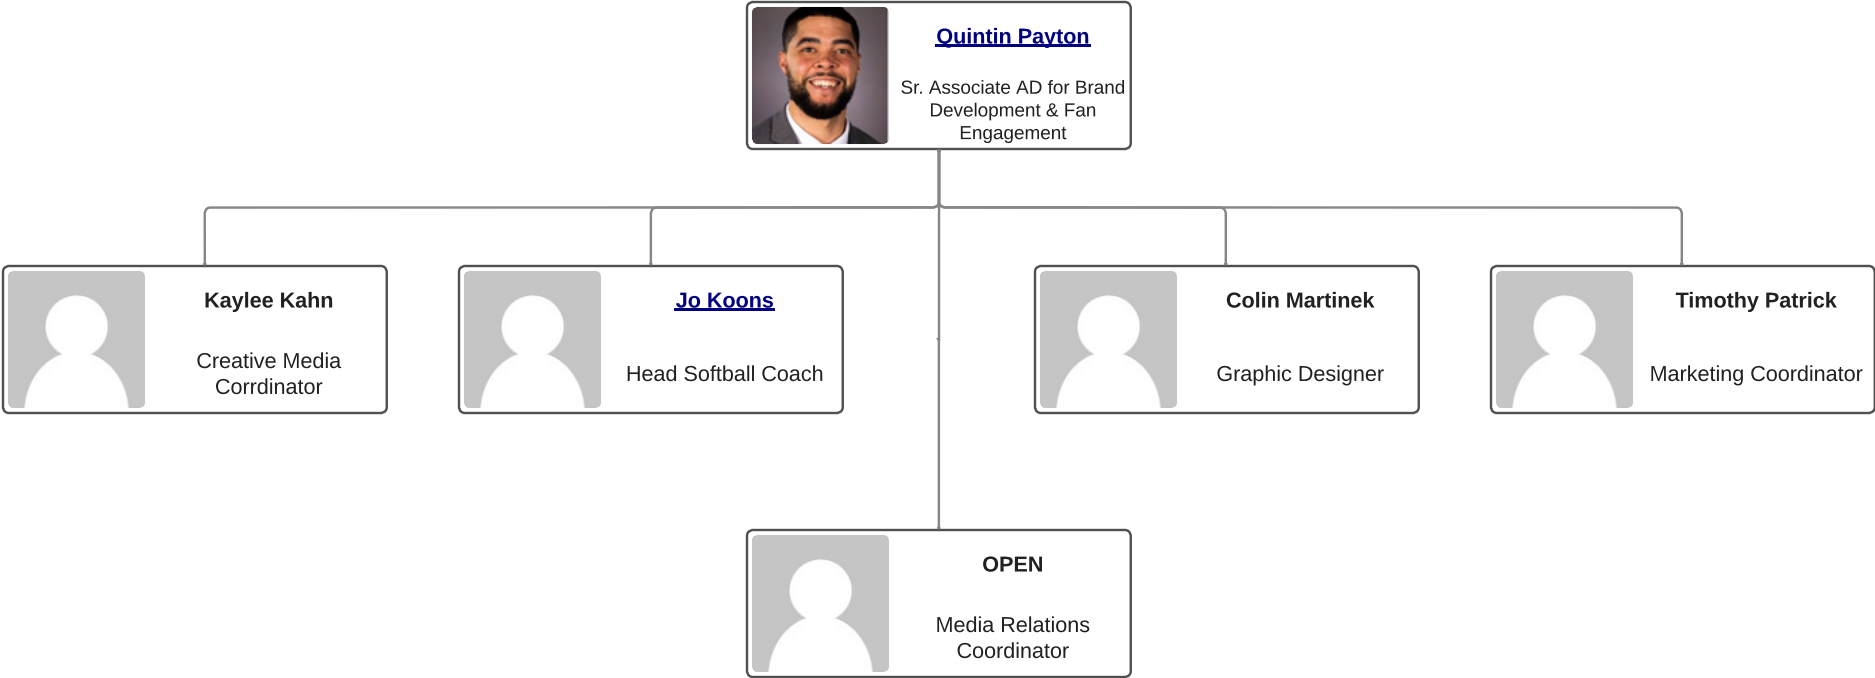 Quintin Payton
Sr. Associate AD for Brand
Development & Fan
Engagement
Kaylee Kahn
Creative Media
Corrdinator
Jo Koons
Head Softball Coach
Colin Martinek
Graphic Designer
Timothy Patrick
Marketing Coordinator
OPEN
Media Relations
Coordinator